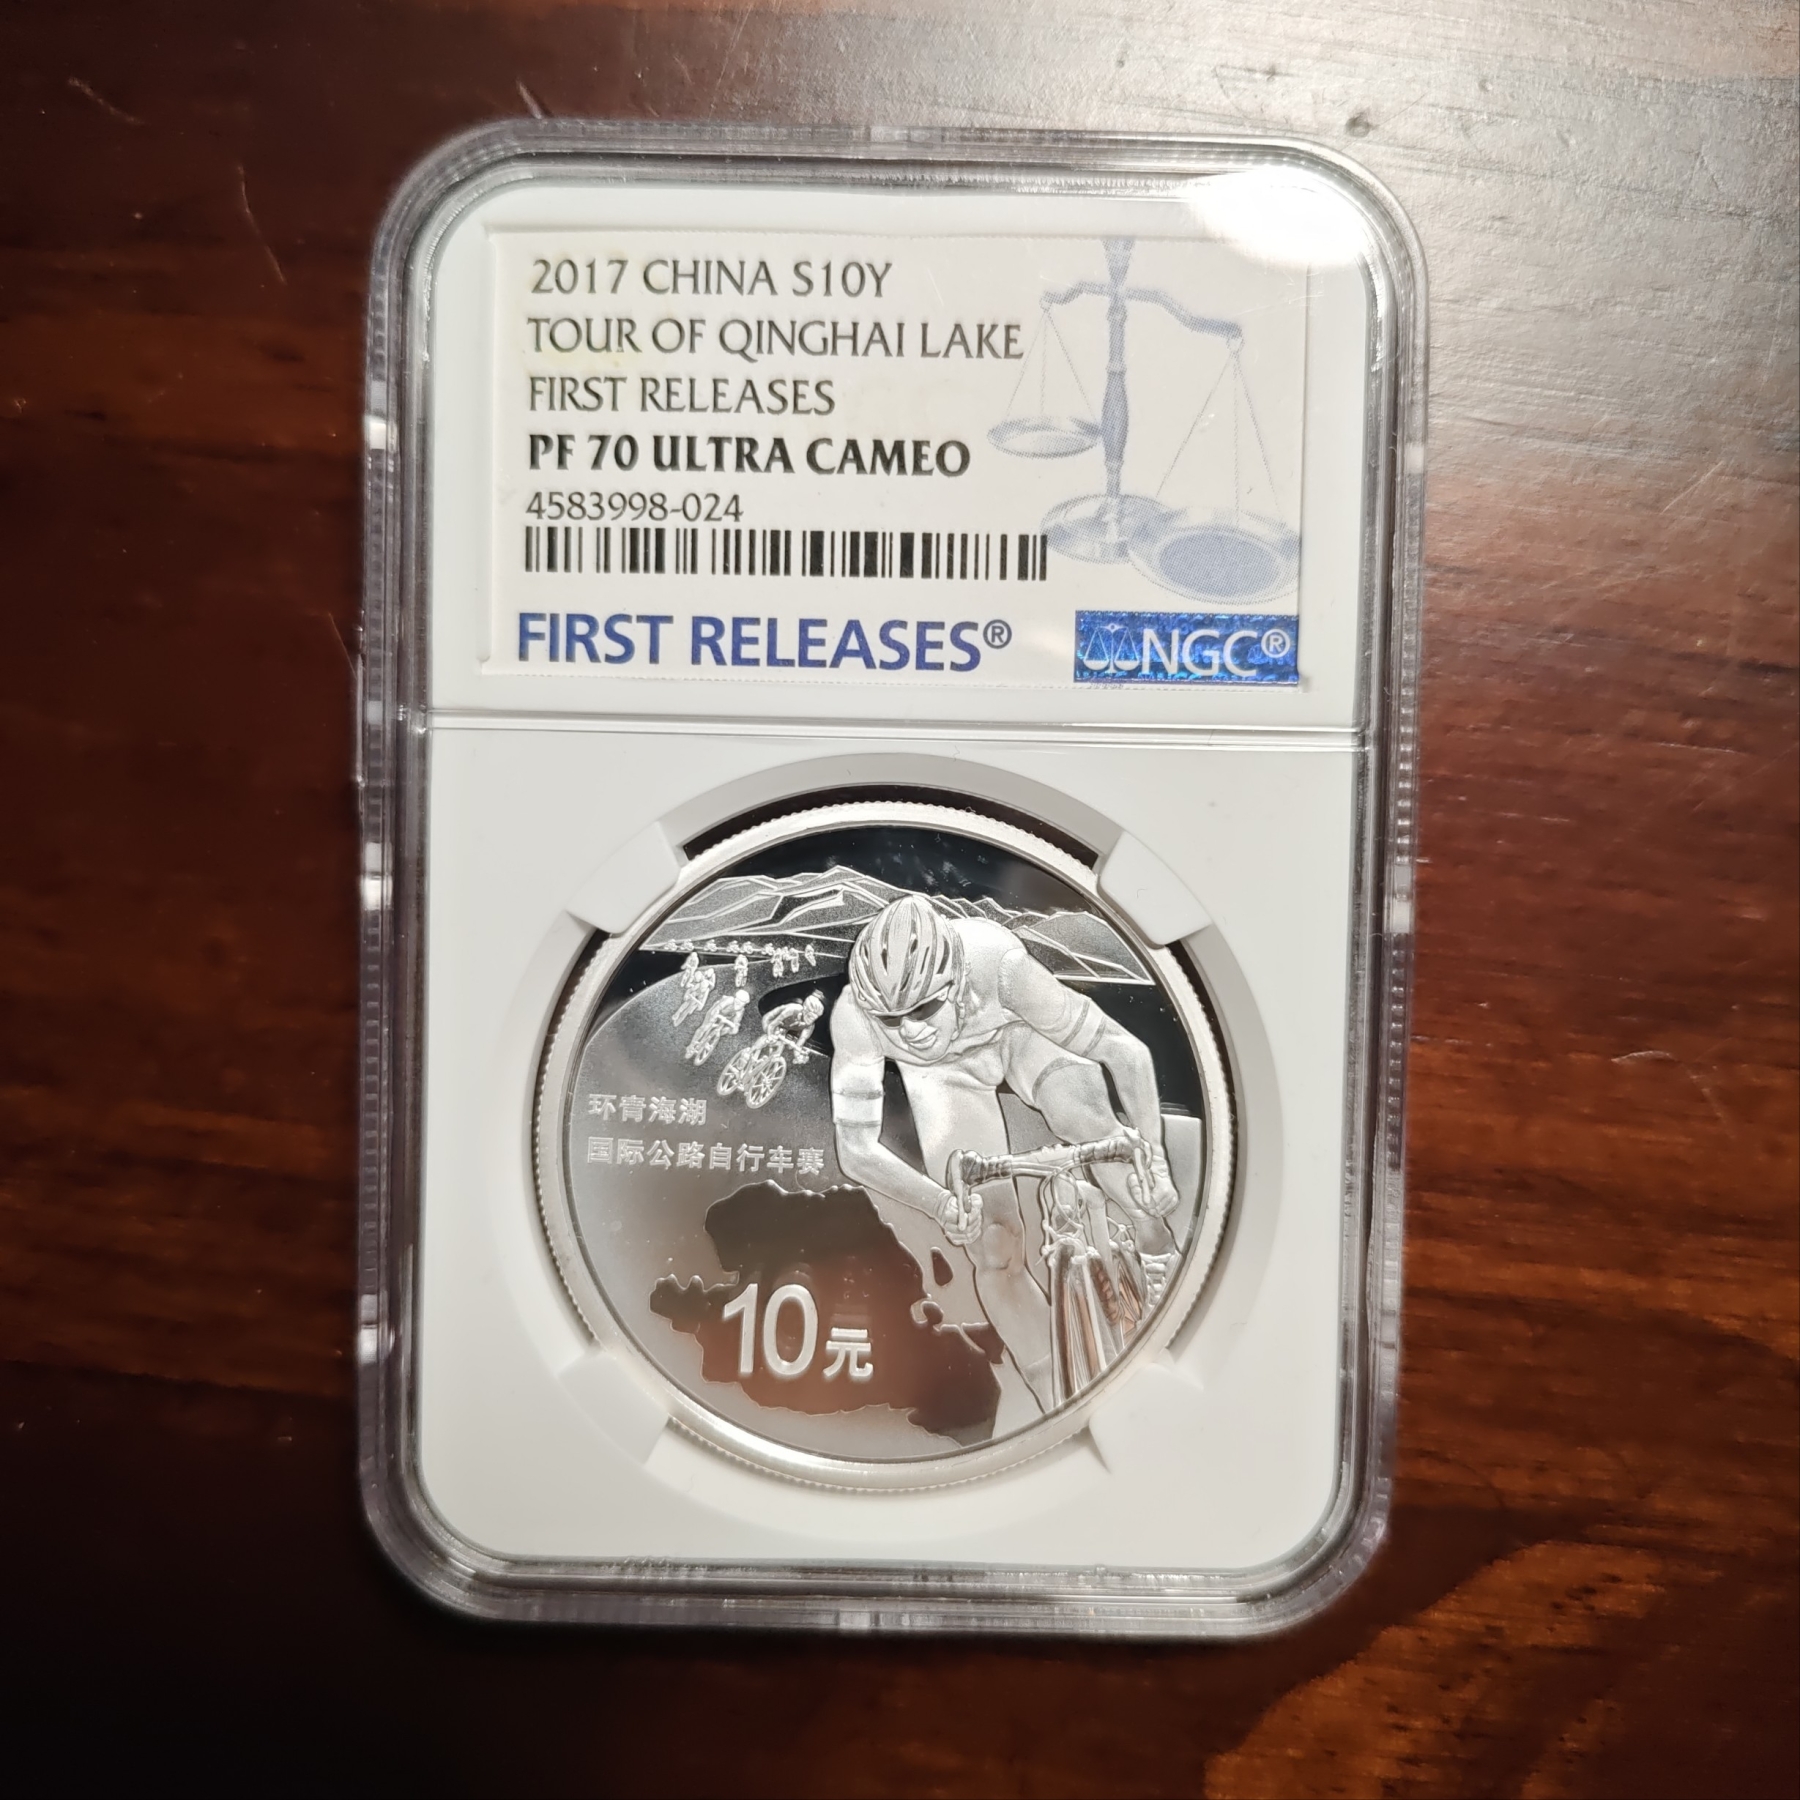 2017 CHINA S10Y
TOUR OF QINGHAI LAKE
FIRST RELEASES
PF 70 ULTRA CAMEO
4583998-024
FIRST RELEASES®
NGC®
环青海湖
国际公路自行车赛
10元